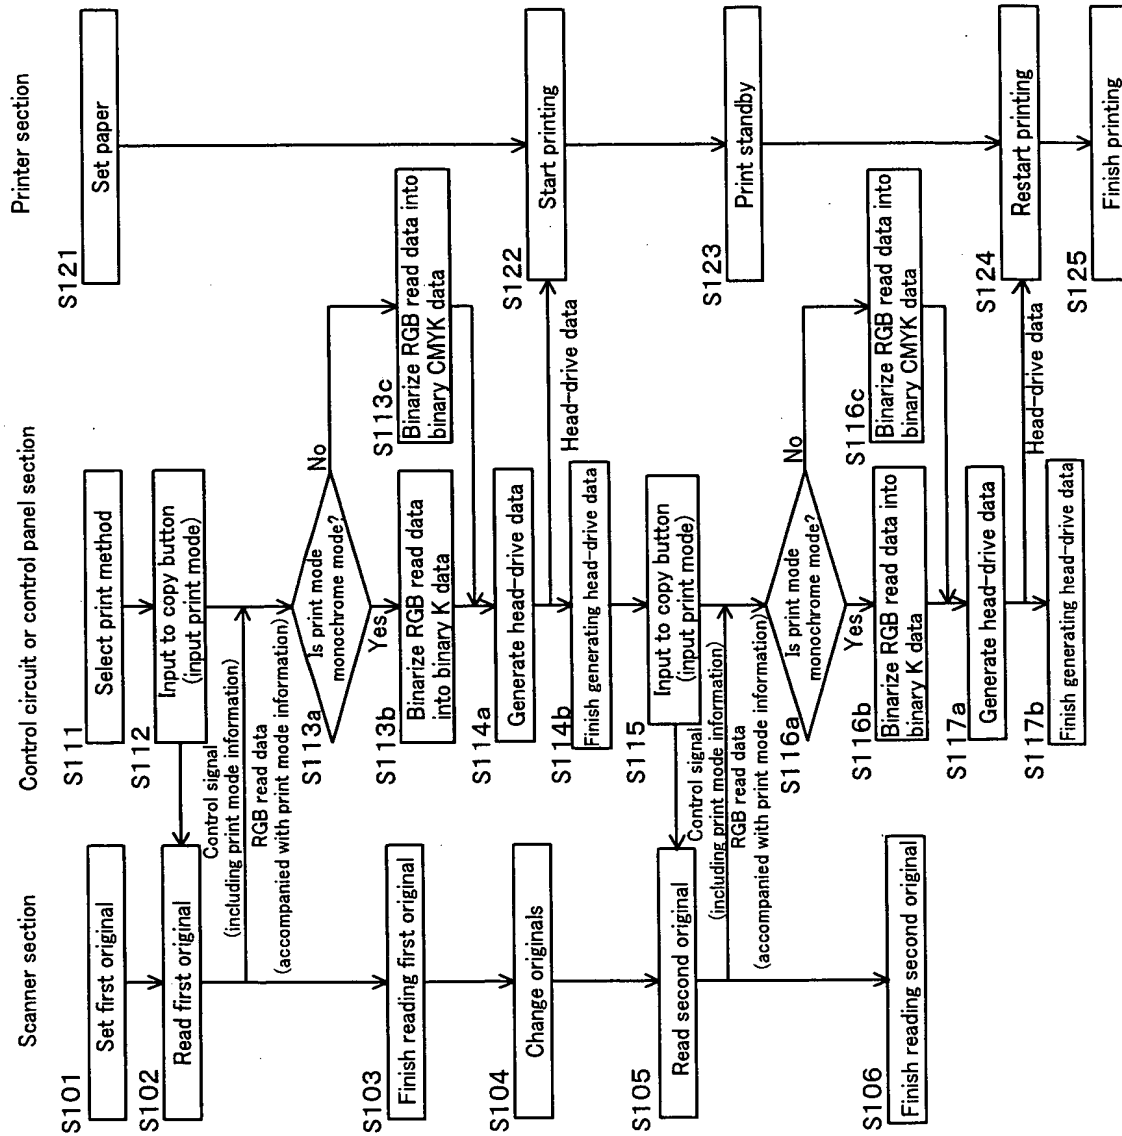 Scanner section
S101
Set first original
S102
Read first original
Control signal
(including print mode information)
RGB read data
(accompanied with print mode information)
S103
Finish reading first original
S104
Change originals
S105
Read second original
Control signal
(including print mode information)
RGB read data
(accompanied with print mode information)
S106
Finish reading second original
Control circuit or control panel section
S111
Select print method
S112
Input to copy button
(input print mode)
S113a
Is print mode
monochrome mode?
No
Yes
S113b
Binarize RGB read data
into binary K data
S113c
Binarize RGB read data into
binary CMYK data
S114a
Generate head-drive data
Head-drive data
S114b
Finish generating head-drive data
S115
Input to copy button
(input print mode)
S116a
Is print mode
monochrome mode?
No
Yes
S116b
Binarize RGB read data into
binary K data
S116c
Binarize RGB read data into
binary CMYK data
S117a
Generate head-drive data
Head-drive data
S117b
Finish generating head-drive data
Printer section
S121
Set paper
S122
Start printing
S123
Print standby
S124
Restart printing
S125
Finish printing